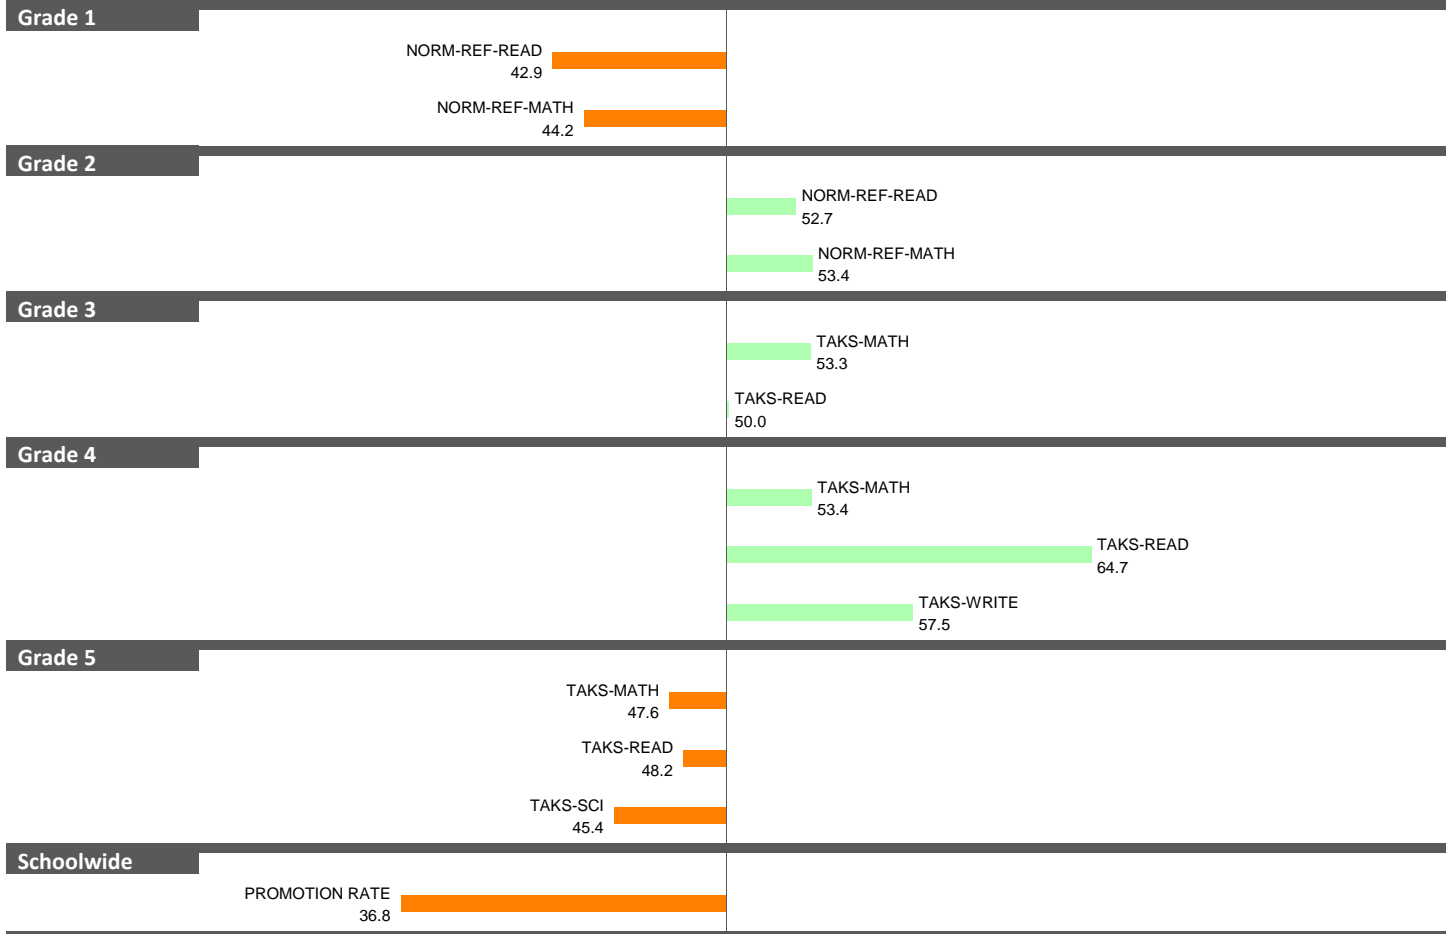 Grade 1
NORM-REF-READ
42.9
NORM-REF-MATH
44.2
Grade 2
NORM-REF-READ
52.7
NORM-REF-MATH
53.4
Grade 3
TAKS-MATH
53.3
TAKS-READ
50.0
Grade 4
TAKS-MATH
53.4
TAKS-READ
64.7
TAKS-WRITE
57.5
Grade 5
TAKS-MATH
47.6
TAKS-READ
48.2
TAKS-SCI
45.4
Schoolwide
PROMOTION RATE
36.8